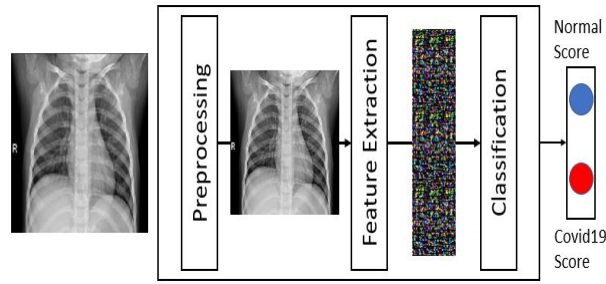 R
Preprocessing
R
Feature Extraction
Classification
Normal
Score
Covid19
Score